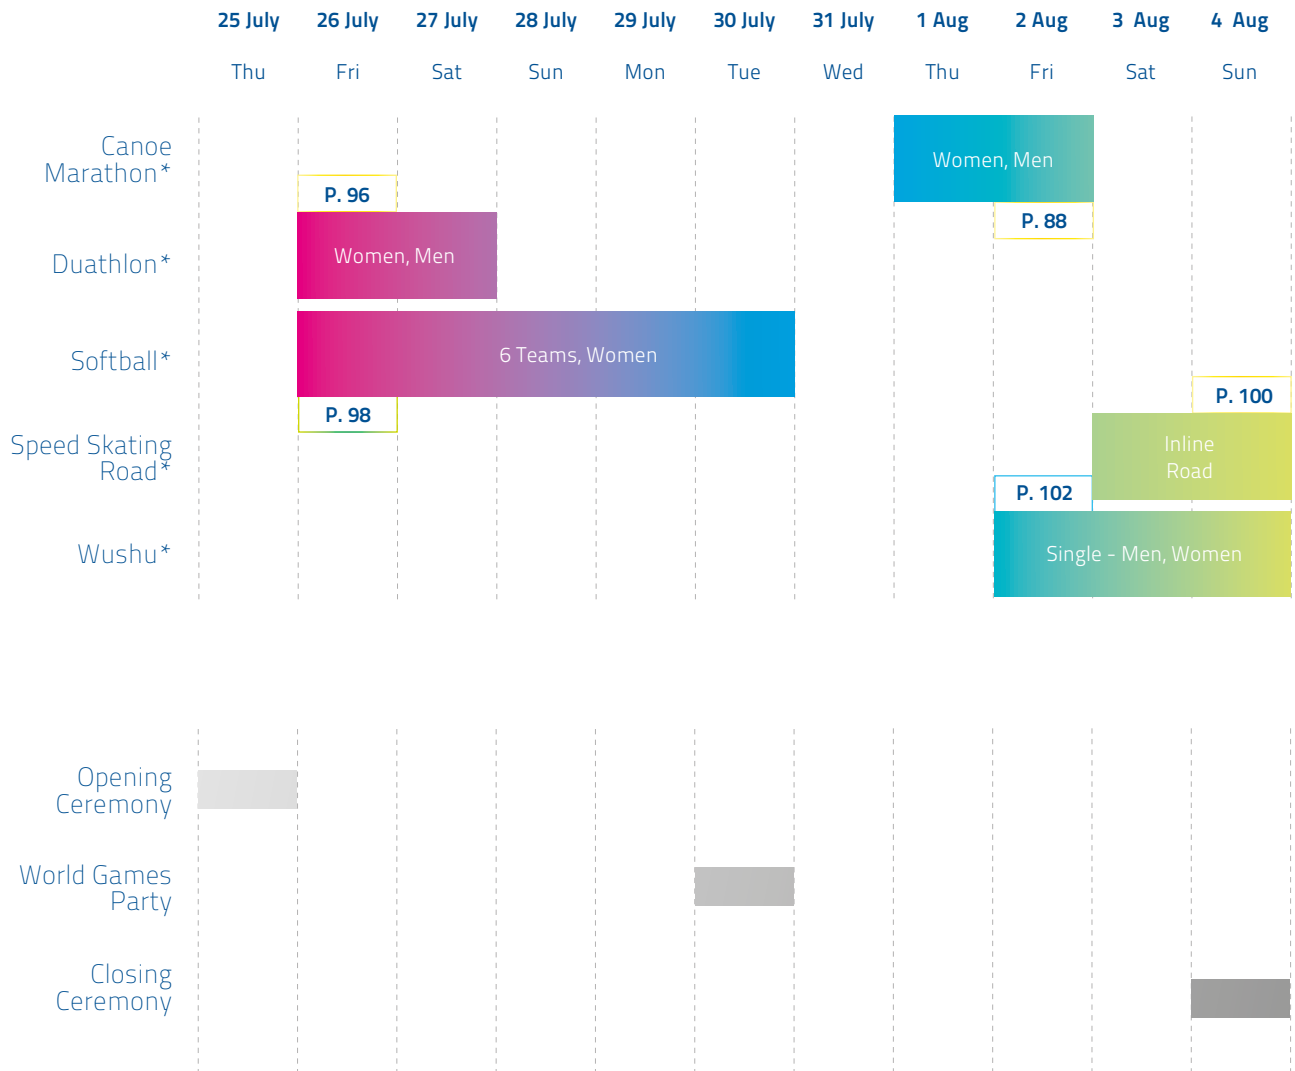 25 July 26 July 27 July 28 July 29 July 30 July 31 July 1 Aug 2 Aug 3 Aug 4 Aug
Thu Fri Sat Sun Mon Tue Wed Thu Fri Sat Sun
Canoe
Marathon*
Women, Men
P. 96
P. 88
Duathlon*
Women, Men
Softball*
6 Teams, Women
P. 98
P. 100
Speed Skating
Road*
Inline
Road
P. 102
Wushu*
Single - Men, Women
Opening
Ceremony
World Games
Party
Closing
Ceremony